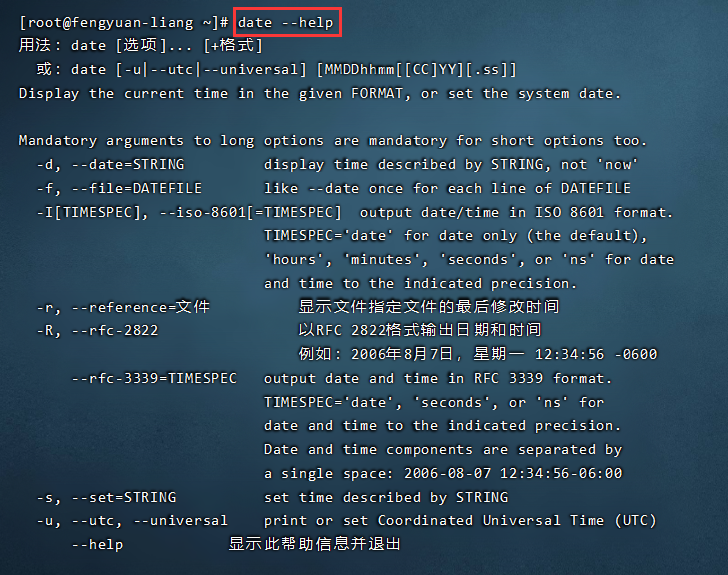 [root@fengyuan-liang ~]# date --help
用法：date [选项]... [+格式]
或：date [-u|--utc|--universal] [MMDDhhmm[[CC]YY][.ss]]
Display the current time in the given FORMAT, or set the system date.
Mandatory arguments to long options are mandatory for short options too.
-d, --date=STRING display time described by STRING, not 'now'
-f, --file=DATEFILE like --date once for each line of DATEFILE
-I[TIMESPEC], --iso-8601[=TIMESPEC] output date/time in ISO 8601 format.
TIMESPEC='date' for date only (the default),
'hours', 'minutes', 'seconds', or 'ns' for date
and time to the indicated precision.
-r, --reference=文件 显示文件指定文件的最后修改时间
-R, --rfc-2822 以RFC 2822格式输出日期和时间
例如：2006年8月7日，星期一 12:34:56 -0600
--rfc-3339=TIMESPEC output date and time in RFC 3339 format.
TIMESPEC='date', 'seconds', or 'ns' for
date and time to the indicated precision.
Date and time components are separated by
a single space: 2006-08-07 12:34:56-06:00
-s, --set=STRING set time described by STRING
-u, --utc, --universal print or set Coordinated Universal Time (UTC)
--help 显示此帮助信息并退出